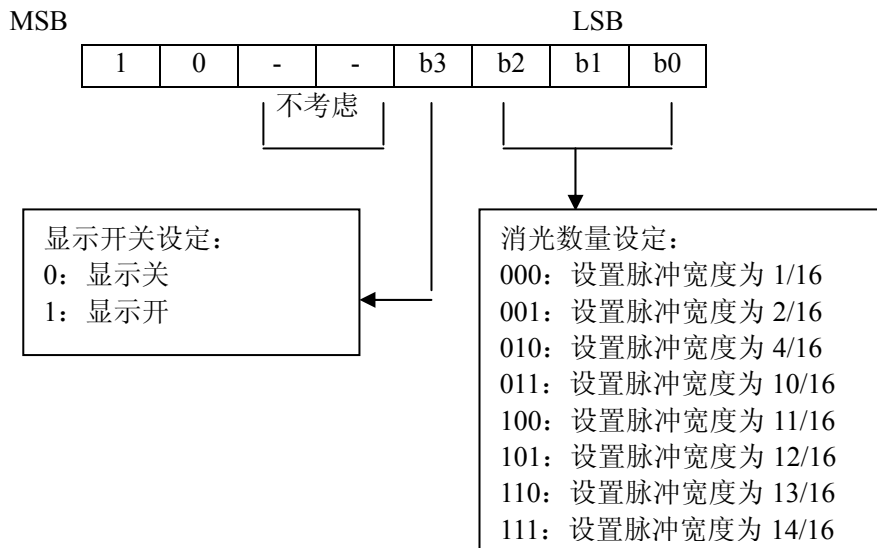 MSB LSB
1 0 - - b3 b2 b1 b0
不考虑
显示开关设定：
0：显示关
1：显示开
消光数量设定：
000：设置脉冲宽度为 1/16
001：设置脉冲宽度为 2/16
010：设置脉冲宽度为 4/16
011：设置脉冲宽度为 10/16
100：设置脉冲宽度为 11/16
101：设置脉冲宽度为 12/16
110：设置脉冲宽度为 13/16
111：设置脉冲宽度为 14/16